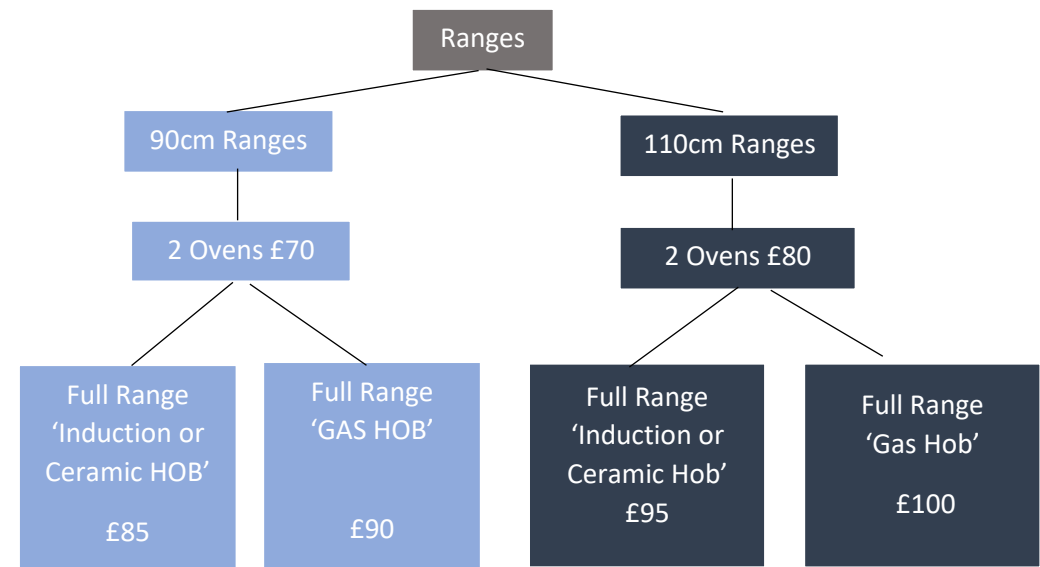 Ranges
90cm Ranges
110cm Ranges
2 Ovens £70
2 Ovens £80
Full Range
‘Induction or
Ceramic HOB’
£85
Full Range
‘GAS HOB’
£90
Full Range
‘Induction or
Ceramic Hob’
£95
Full Range
‘Gas Hob’
£100